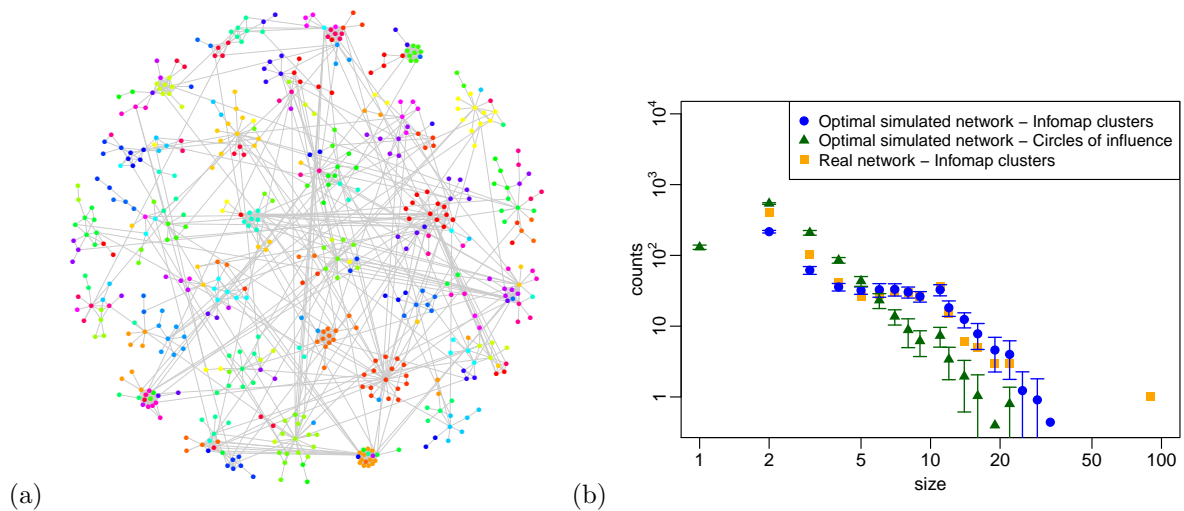 (a)
(b)
Optimal simulated network – Infomap clusters
Optimal simulated network – Circles of influence
Real network – Infomap clusters
counts
10^4
10^3
10^2
10
1
1 2 5 10 20 50 100
size